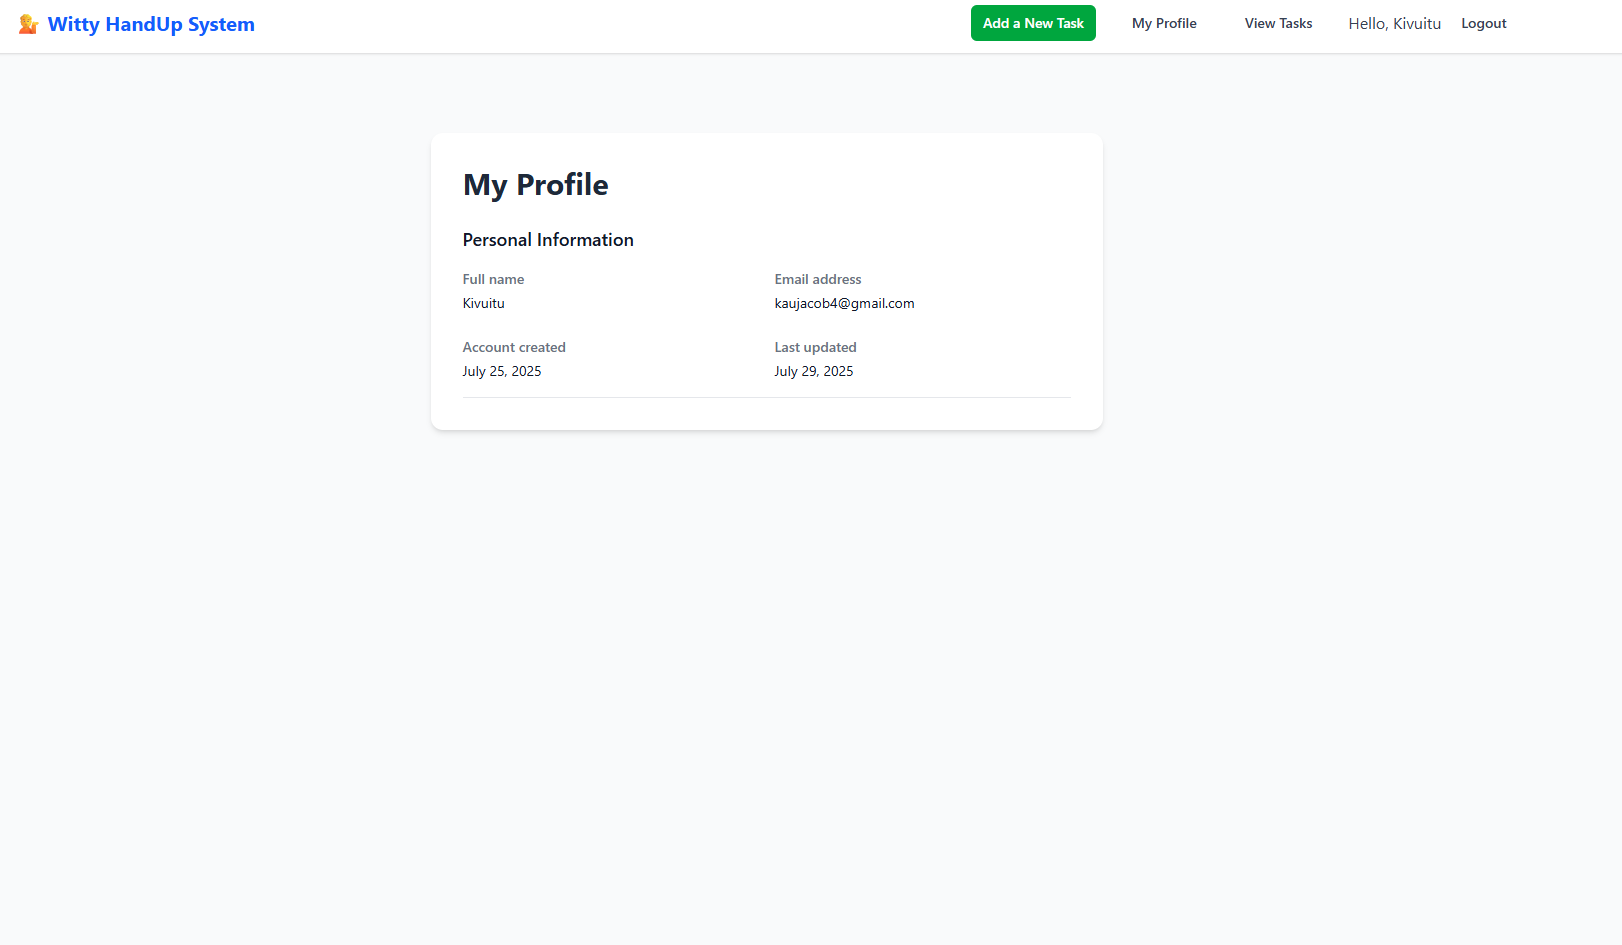 Witty HandUp System
Add a New Task My Profile View Tasks Hello, Kivuitu Logout
My Profile
Personal Information
Full name Email address
Kivuitu kaujacob4@gmail.com
Account created Last updated
July 25, 2025 July 29, 2025